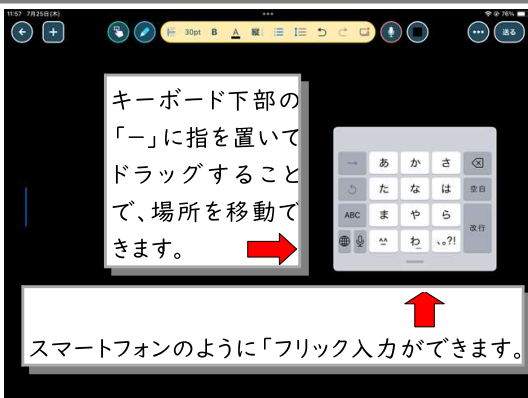 11:57 7月25日(木)
76%
30pt B A 縦
送る
キーボード下部の
「ー」に指を置いて
ドラッグすること
で、場所を移動で
きます。
→ あ か さ
た な は 空白
ABC ま や ら
^^ わ 、。?! 改行
スマートフォンのように「フリック入力ができます。